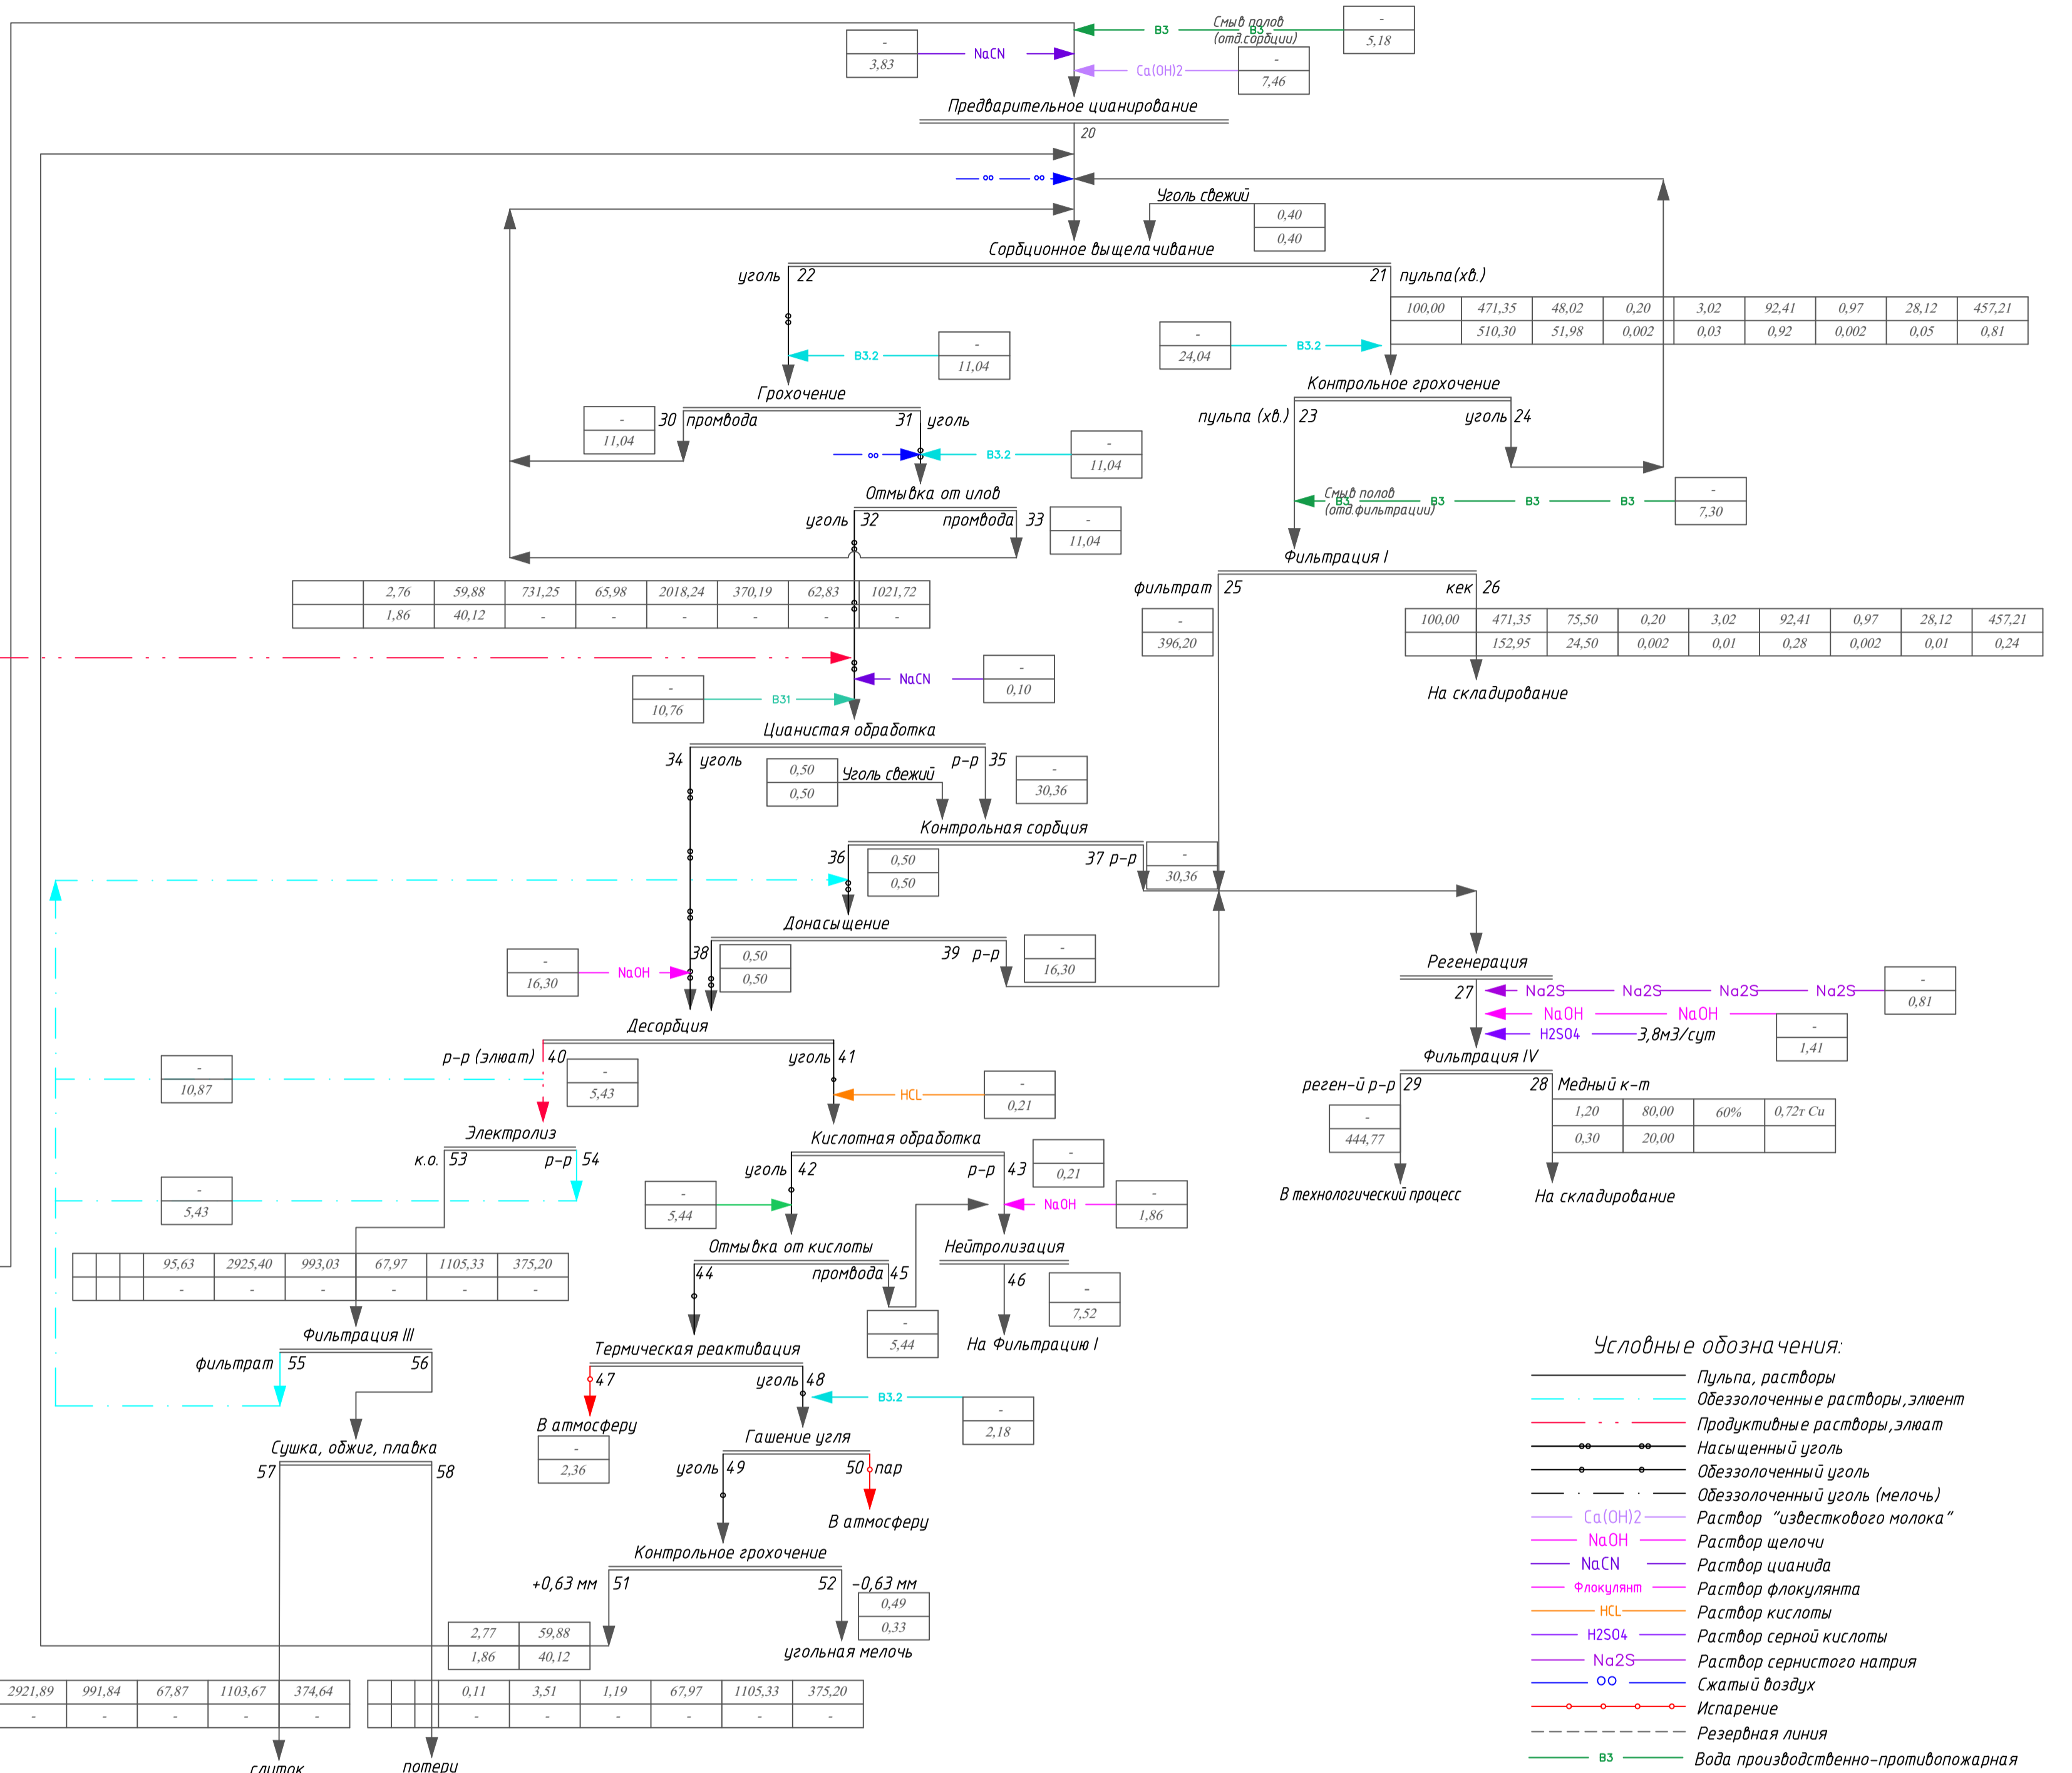 Смыв полов
(отд.сорбции)
В3
В3
-
5,18
-
3,83
NaCN
Ca(OH)2
-
7,46
Предварительное цианирование
20
Уголь свежий
0,40
0,40
Сорбционное выщелачивание
уголь 22
21 пульпа(хв.)
100,00 471,35 48,02 0,20 3,02 92,41 0,97 28,12 457,21
510,30 51,98 0,002 0,03 0,92 0,002 0,05 0,81
В3.2
-
11,04
-
24,04
В3.2
Грохочение
Контрольное грохочение
-
11,04
30 промвода
31 уголь
пульпа (хв.) 23
уголь 24
В3.2
-
11,04
Отмывка от илов
Смыв полов
(отд.фильтрации)
В3 В3 В3 В3
-
7,30
уголь 32
промвода 33
-
11,04
Фильтрация I
фильтрат 25
кек 26
2,76 59,88 731,25 65,98 2018,24 370,19 62,83 1021,72
1,86 40,12 - - - - - -
-
396,20
100,00 471,35 75,50 0,20 3,02 92,41 0,97 28,12 457,21
152,95 24,50 0,002 0,01 0,28 0,002 0,01 0,24
На складирование
NaCN
-
0,10
-
10,76
В31
Цианистая обработка
34 уголь
р-р 35
0,50
0,50
Уголь свежий
-
30,36
Контрольная сорбция
36
0,50
0,50
37 р-р
-
30,36
Донасыщение
38
0,50
0,50
39 р-р
-
16,30
-
16,30
NaOH
Регенерация
27
Na2S Na2S Na2S Na2S
-
0,81
NaOH NaOH
-
1,41
H2SO4 3,8м3/сут
Десорбция
р-р (элюат) 40
уголь 41
-
5,43
-
10,87
HCL
-
0,21
Фильтрация IV
реген-й р-р 29
28 Медный к-т
-
444,77
1,20 80,00 60% 0,72т Cu
0,30 20,00
В технологический процесс
На складирование
Электролиз
к.о. 53
р-р 54
-
5,43
Кислотная обработка
уголь 42
р-р 43
-
0,21
-
5,44
NaOH
-
1,86
95,63 2925,40 993,03 67,97 1105,33 375,20
- - - - - -
Отмывка от кислоты
Нейтролизация
44
промвода 45
46
-
5,44
-
7,52
На Фильтрацию I
Фильтрация III
фильтрат 55
56
Термическая реактивация
47
уголь 48
В атмосферу
-
2,36
В3.2
-
2,18
Сушка, обжиг, плавка
57
58
Гашение угля
уголь 49
50 пар
В атмосферу
Контрольное грохочение
+0,63 мм 51
52 -0,63 мм
0,49
0,33
угольная мелочь
2,77 59,88
1,86 40,12
2921,89 991,84 67,87 1103,67 374,64
- - - - -
0,11 3,51 1,19 67,97 1105,33 375,20
- - - - - -
слиток
потери
Условные обозначения:
Пульпа, растворы
Обеззолоченные растворы,элюент
Продуктивные растворы,элюат
Насыщенный уголь
Обеззолоченный уголь
Обеззолоченный уголь (мелочь)
Ca(OH)2 Раствор "известкового молока"
NaOH Раствор щелочи
NaCN Раствор цианида
Флокулянт Раствор флокулянта
HCL Раствор кислоты
H2SO4 Раствор серной кислоты
Na2S Раствор сернистого натрия
Сжатый воздух
Испарение
Резервная линия
В3 Вода производственно-противопожарная